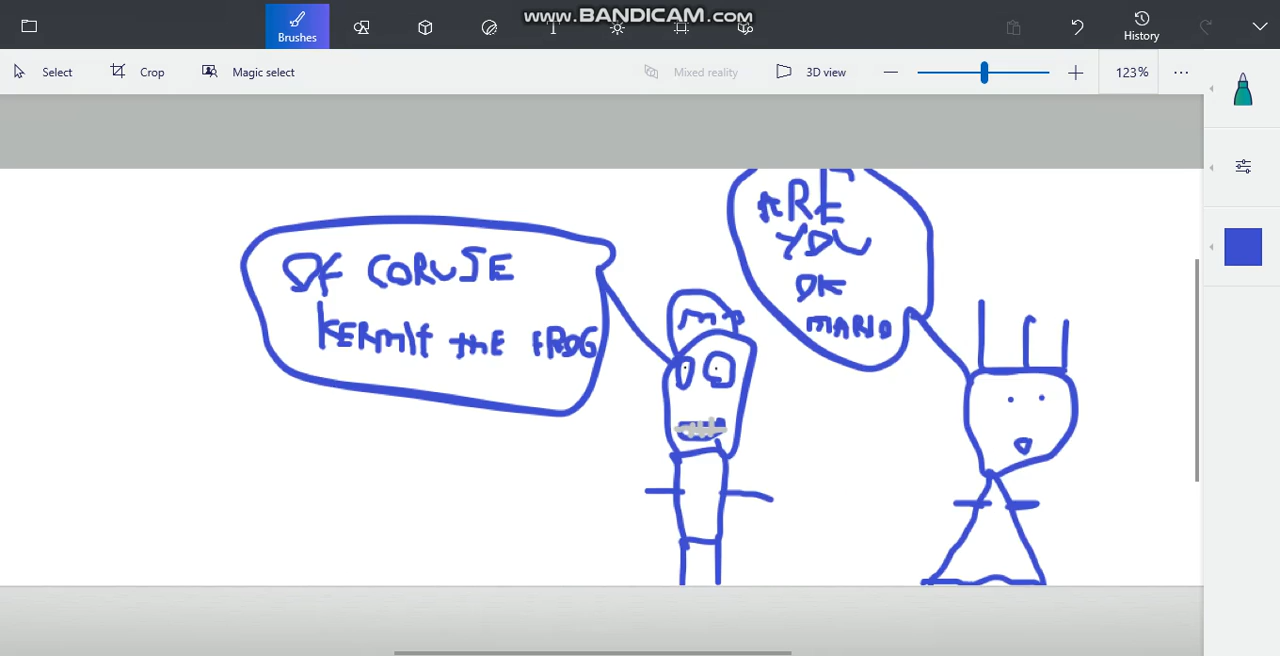 www.BANDICAM.com
Brushes
History
Select
Crop
Magic select
Mixed reality
3D view
123%
ARE
YOU
OK
MARIO
OF CORUSE
KERMIt thE FROG